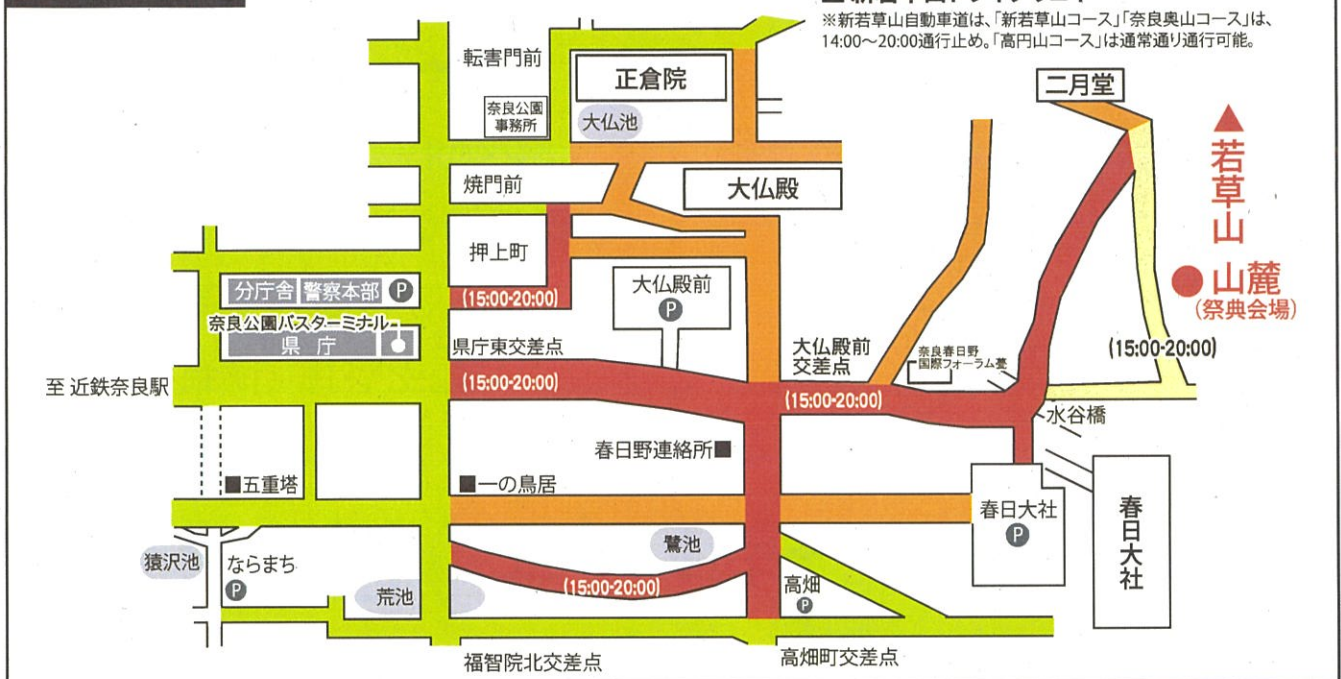 ※新若草山自動車道は、「新若草山コース」「奈良奥山コース」は、
14:00～20:00通行止め。「高円山コース」は通常通り通行可能。
転害門前
正倉院
二月堂
奈良公園
事務所
大仏池
▲若草山
焼門前
大仏殿
押上町
●山麓
(祭典会場)
分庁舎
警察本部
P
(15:00-20:00)
大仏殿前
P
奈良公園バスターミナル
県庁
県庁東交差点
大仏殿前
交差点
奈良春日野
国際フォーラム甍
(15:00-20:00)
至 近鉄奈良駅
(15:00-20:00)
(15:00-20:00)
水谷橋
春日野連絡所■
■五重塔
■一の鳥居
春日大社
P
春日大社
鷺池
猿沢池
ならまち
P
荒池
(15:00-20:00)
高畑
P
福智院北交差点
高畑町交差点